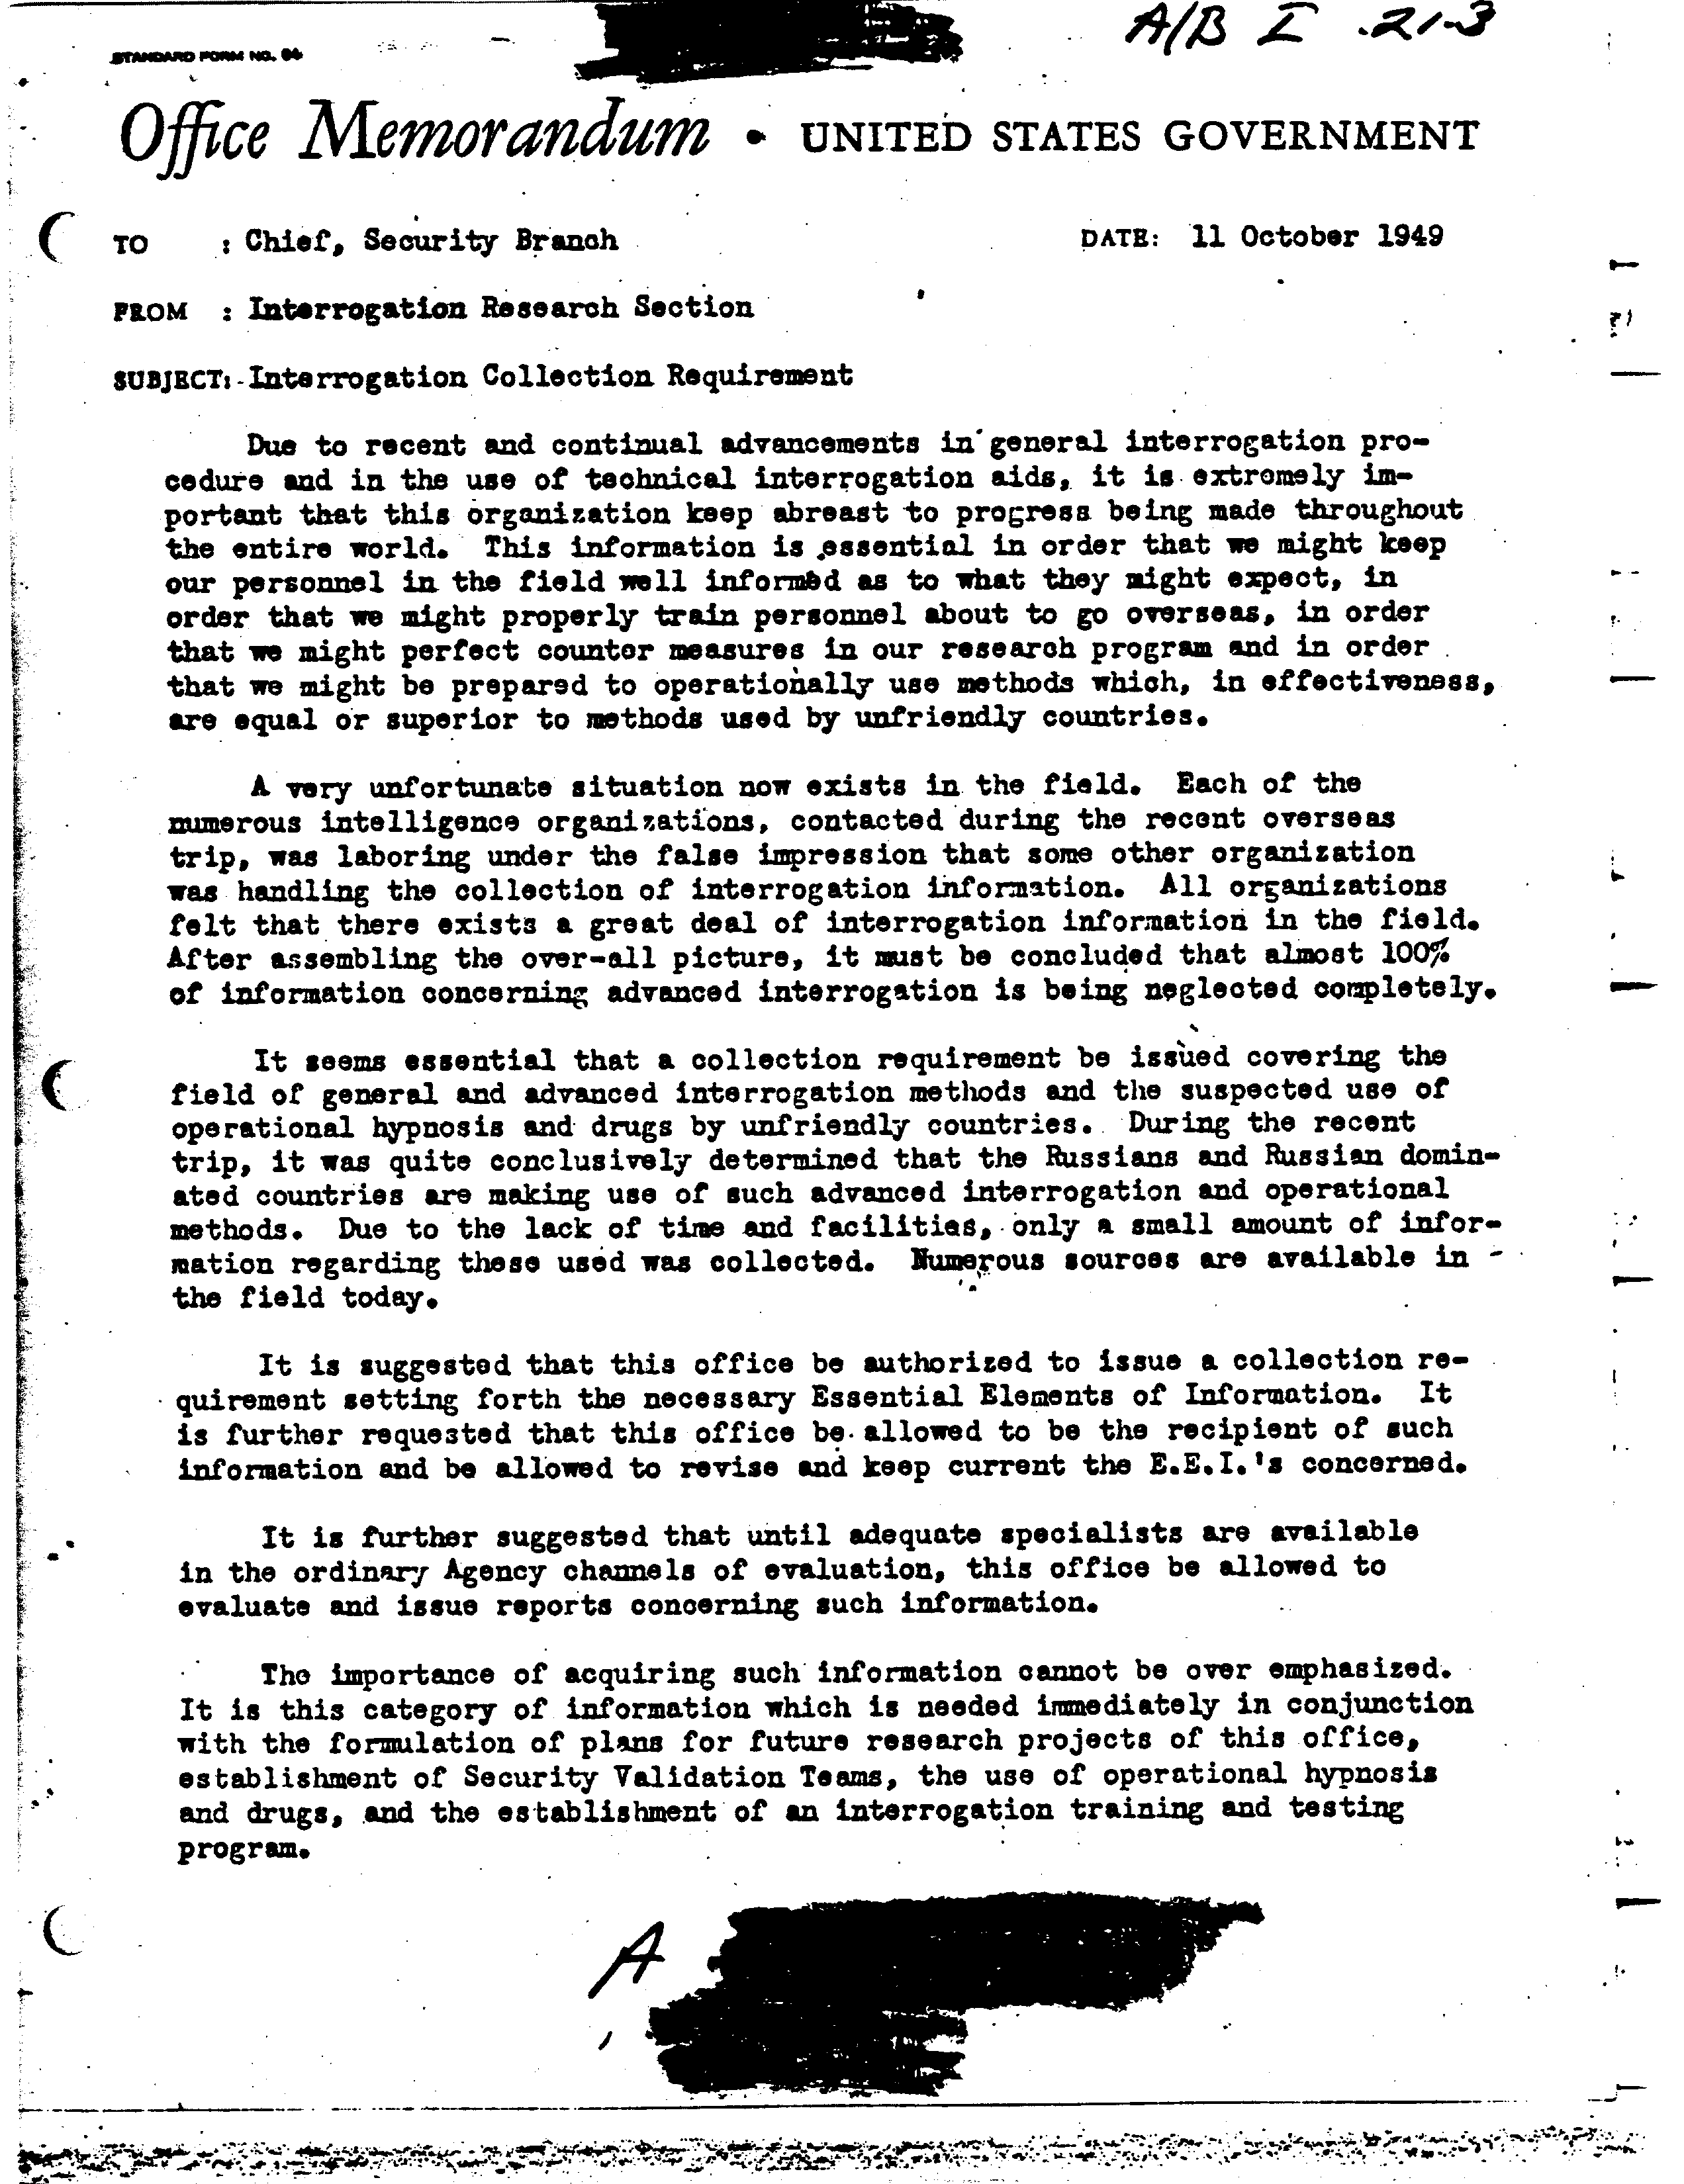 A/B I .21-3
STANDARD FORM NO. 64
Office Memorandum • UNITED STATES GOVERNMENT
TO : Chief, Security Branch DATE: 11 October 1949
FROM : Interrogation Research Section
SUBJECT: Interrogation Collection Requirement
Due to recent and continual advancements in general interrogation pro-
cedure and in the use of technical interrogation aids, it is extremely im-
portant that this organization keep abreast to progress being made throughout
the entire world. This information is essential in order that we might keep
our personnel in the field well informed as to what they might expect, in
order that we might properly train personnel about to go overseas, in order
that we might perfect counter measures in our research program and in order
that we might be prepared to operationally use methods which, in effectiveness,
are equal or superior to methods used by unfriendly countries.
A very unfortunate situation now exists in the field. Each of the
numerous intelligence organizations, contacted during the recent overseas
trip, was laboring under the false impression that some other organization
was handling the collection of interrogation information. All organizations
felt that there exists a great deal of interrogation information in the field.
After assembling the over-all picture, it must be concluded that almost 100%
of information concerning advanced interrogation is being neglected completely.
It seems essential that a collection requirement be issued covering the
field of general and advanced interrogation methods and the suspected use of
operational hypnosis and drugs by unfriendly countries. During the recent
trip, it was quite conclusively determined that the Russians and Russian domin-
ated countries are making use of such advanced interrogation and operational
methods. Due to the lack of time and facilities, only a small amount of infor-
mation regarding these used was collected. Numerous sources are available in
the field today.
It is suggested that this office be authorized to issue a collection re-
quirement setting forth the necessary Essential Elements of Information. It
is further requested that this office be allowed to be the recipient of such
information and be allowed to revise and keep current the E.E.I.'s concerned.
It is further suggested that until adequate specialists are available
in the ordinary Agency channels of evaluation, this office be allowed to
evaluate and issue reports concerning such information.
The importance of acquiring such information cannot be over emphasized.
It is this category of information which is needed immediately in conjunction
with the formulation of plans for future research projects of this office,
establishment of Security Validation Teams, the use of operational hypnosis
and drugs, and the establishment of an interrogation training and testing
program.
A